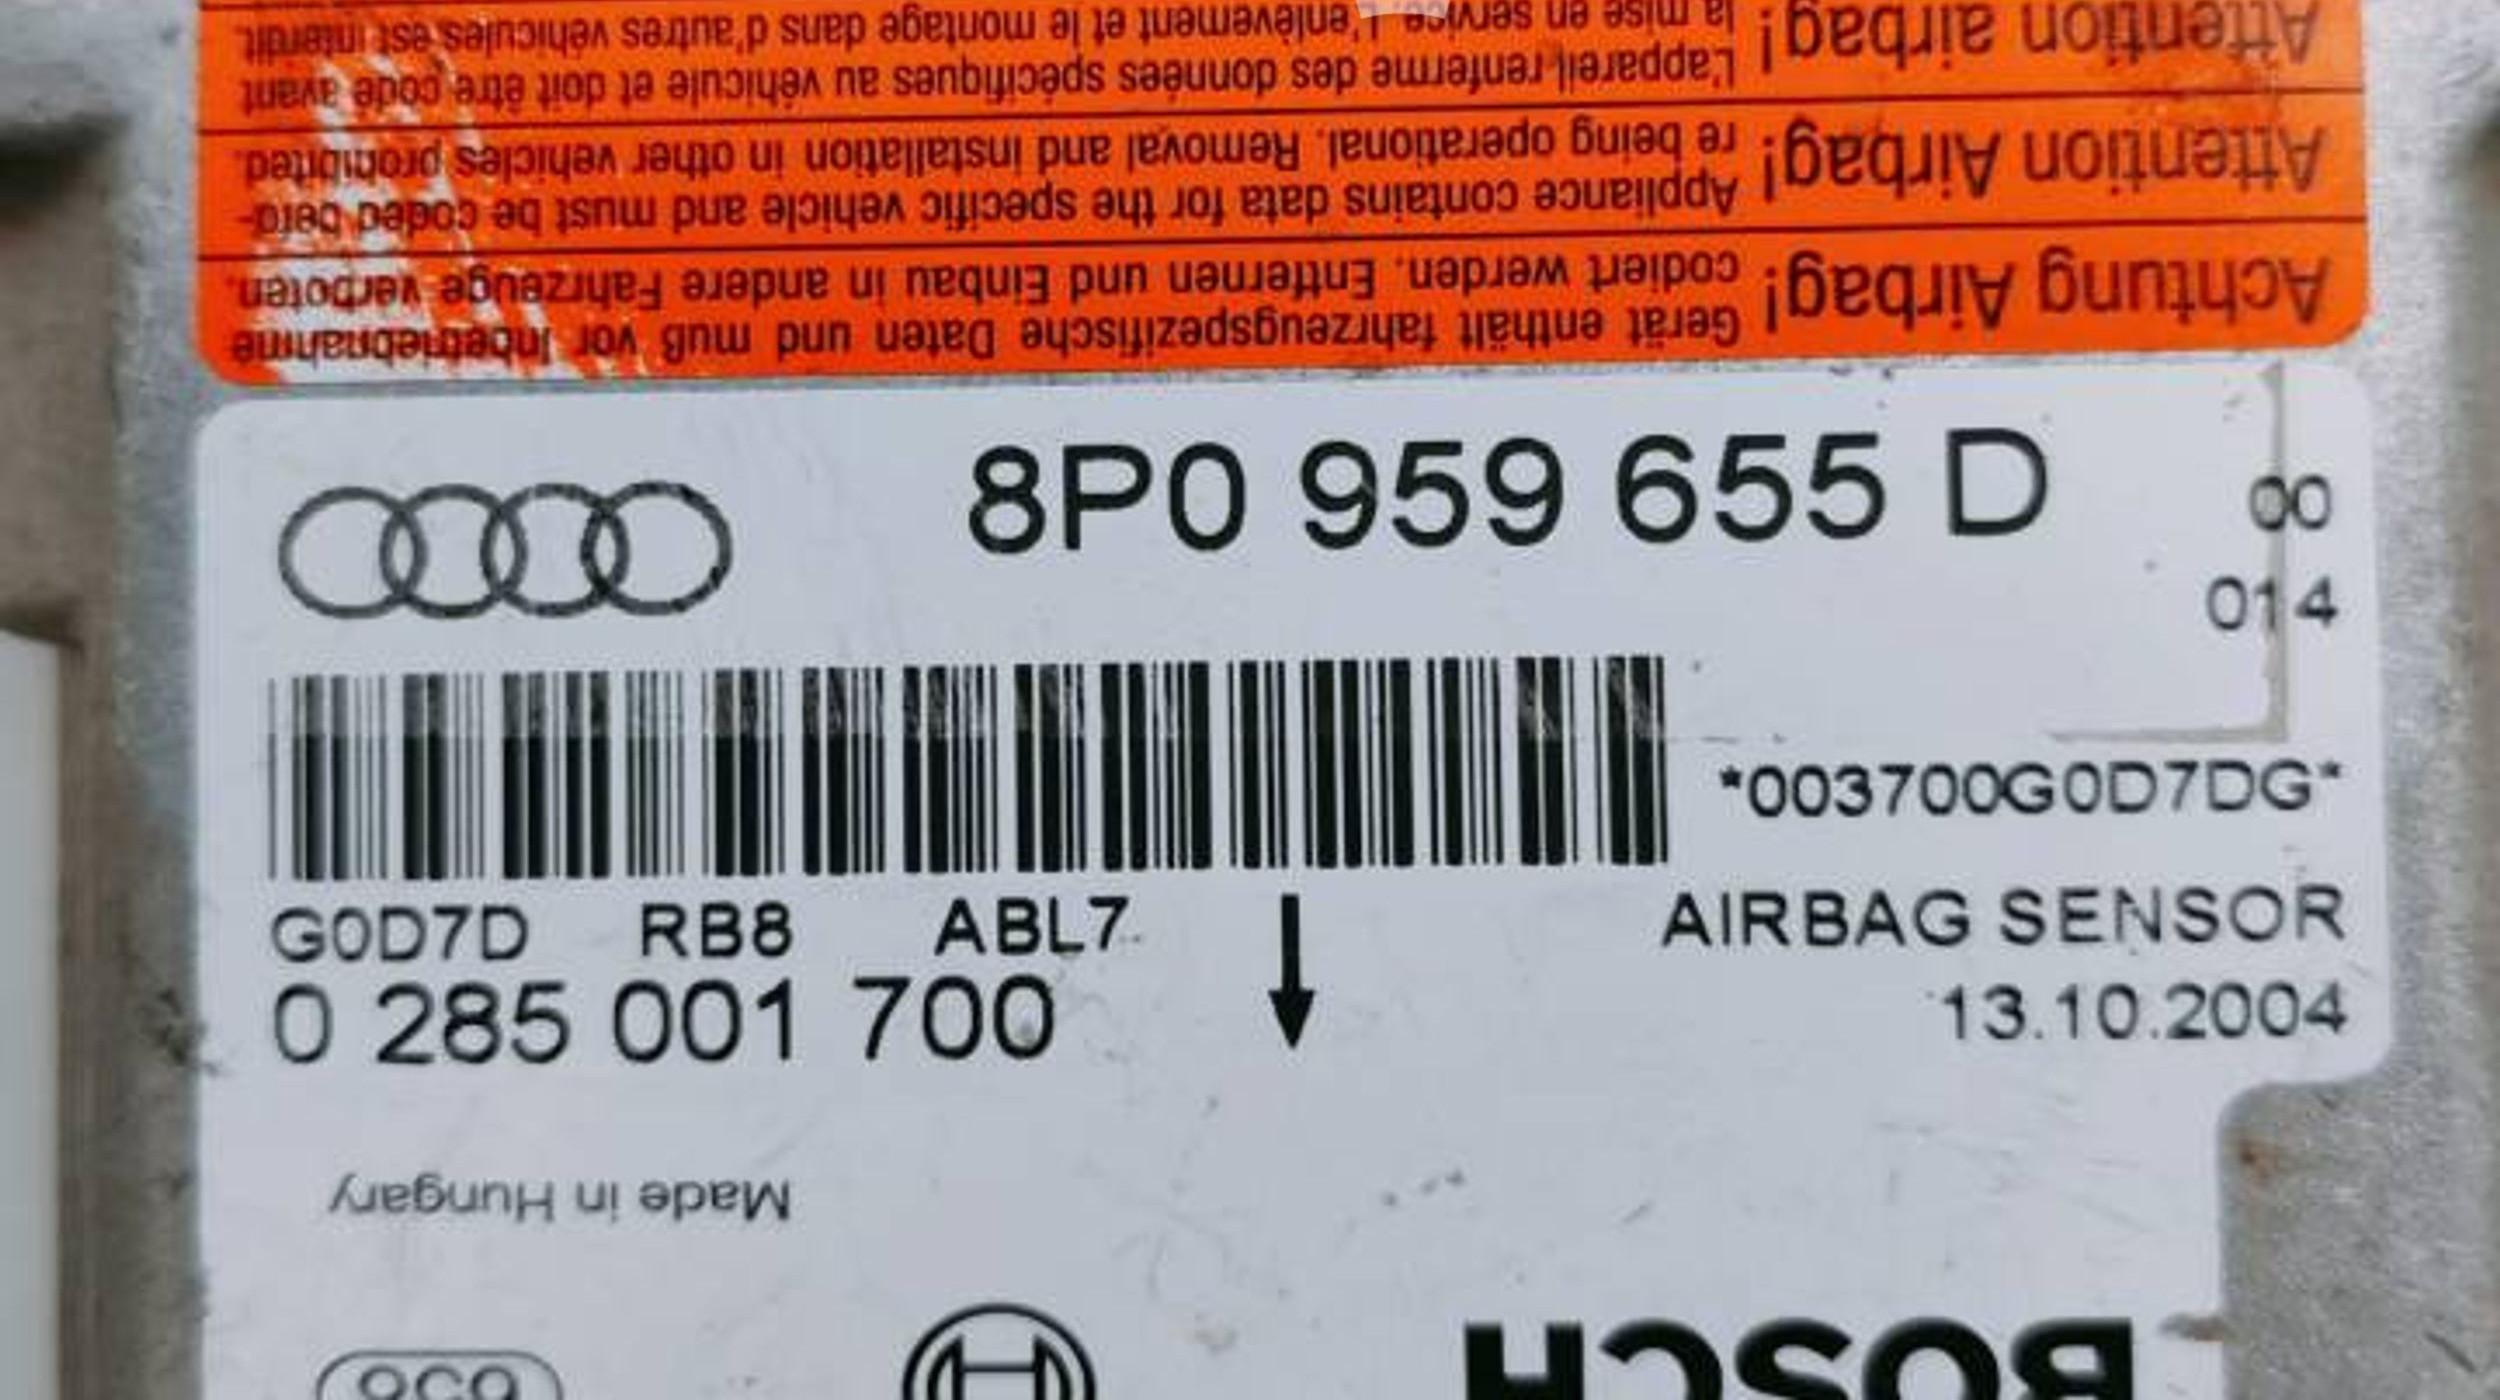 Achtung Airbag!
Gerät enthält fahrzeugspezifische Daten und muß vor Inbetriebnahme
codiert werden. Entfernen und Einbau in andere Fahrzeuge verboten.
Attention Airbag!
Appliance contains data for the specific vehicle and must be coded befo-
re being operational. Removal and installation in other vehicles prohibited.
Attention airbag!
L'appareil renferme des données spécifiques au véhicule et doit être codé avant
la mise en service. L'enlèvement et le montage dans d'autres véhicules est interdit.
8P0 959 655 D
00
014
*003700G0D7DG*
G0D7D RB8 ABL7
AIRBAG SENSOR
0 285 001 700
13.10.2004
Made in Hungary
BOSCH